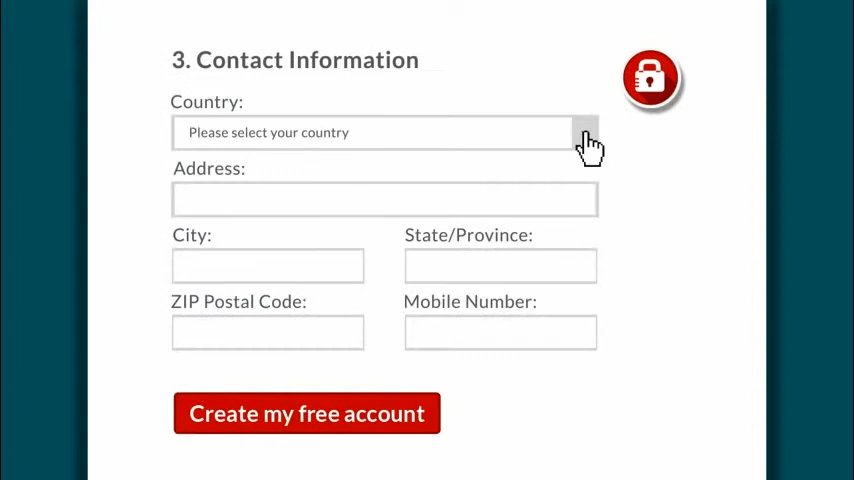 3. Contact Information
Country:
Please select your country
Address:
City:
State/Province:
ZIP Postal Code:
Mobile Number:
Create my free account